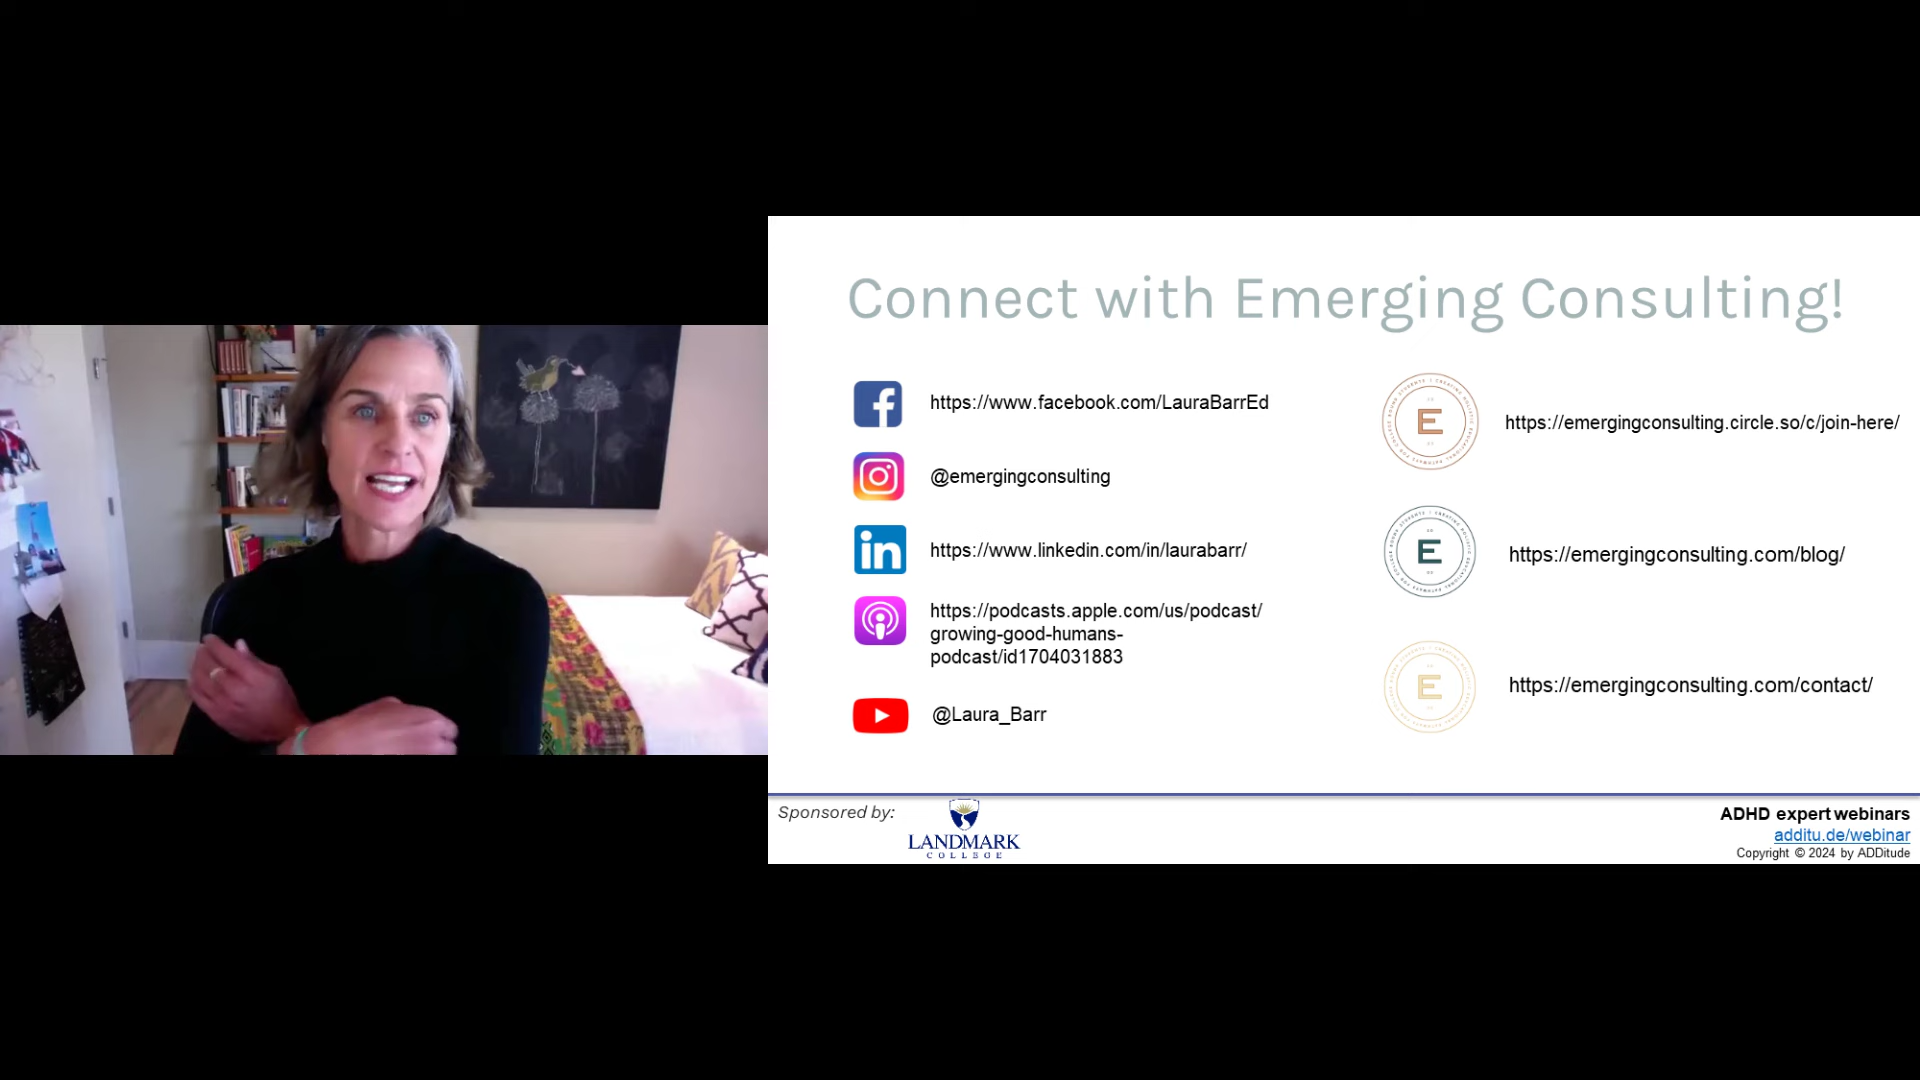 Connect with Emerging Consulting!
https://www.facebook.com/LauraBarrEd
@emergingconsulting
https://www.linkedin.com/in/laurabarr/
https://podcasts.apple.com/us/podcast/
growing-good-humans-
podcast/id1704031883
@Laura_Barr
E
https://emergingconsulting.circle.so/c/join-here/
E
https://emergingconsulting.com/blog/
E
https://emergingconsulting.com/contact/
Sponsored by:
LANDMARK
COLLEGE
ADHD expert webinars
additu.de/webinar
Copyright © 2024 by ADDitude